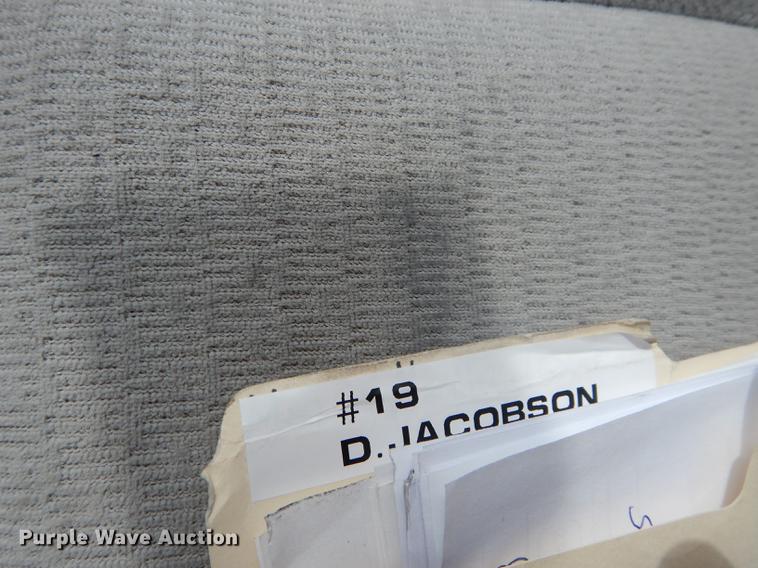 #19
D. JACOBSON
S
Purple Wave Auction